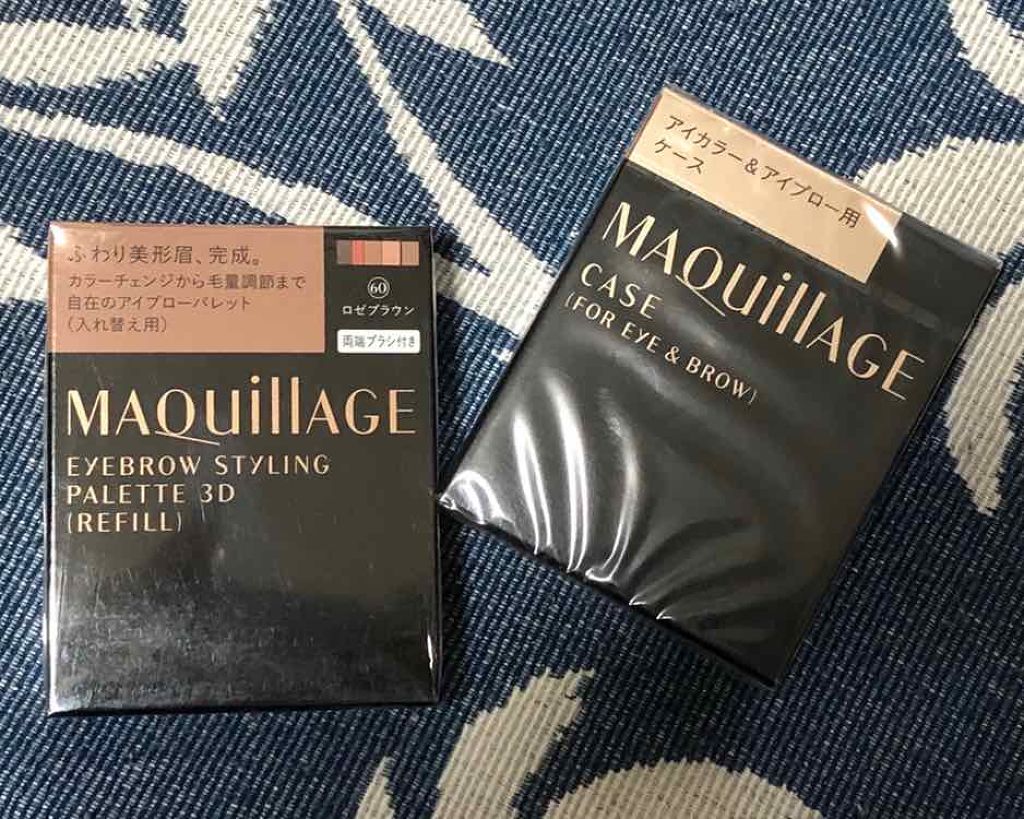 ふわり美形眉、完成。
カラーチェンジから毛量調節まで
自在のアイブローパレット
(入れ替え用)
60
ロゼブラウン
両端ブラシ付き
MAQuillAGE
EYEBROW STYLING
PALETTE 3D
(REFILL)
アイカラー&アイブロー用
ケース
MAQuillAGE
CASE
(FOR EYE & BROW)